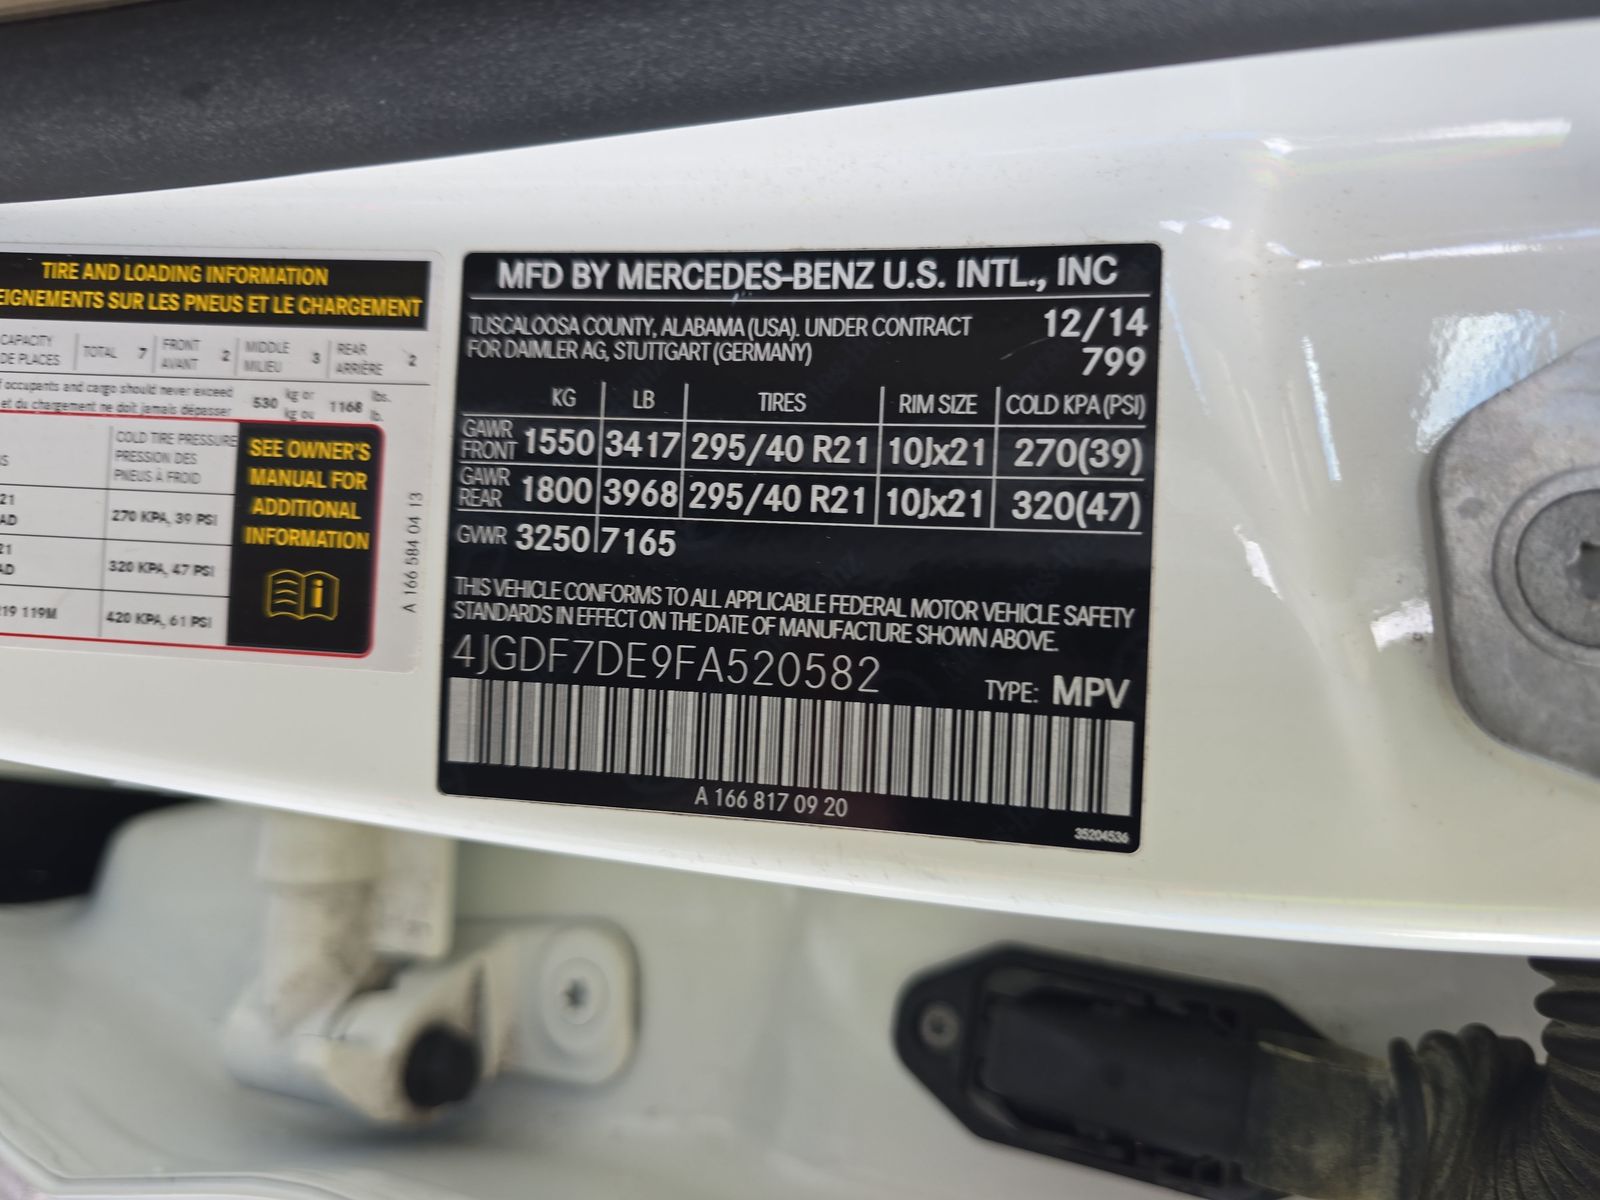 TIRE AND LOADING INFORMATION
EIGNEMENTS SUR LES PNEUS ET LE CHARGEMENT
CAPACITY
DE PLACES
TOTAL 7
FRONT
AVANT 2
MIDDLE
MILIEU 3
REAR
ARRIÈRE 2
f occupants and cargo should never exceed
et du chargement ne doit jamais dépasser
530 kg or
kg ou
1168 lbs.
lb.
COLD TIRE PRESSURE
PRESSION DES
PNEUS À FROID
21
AD
270 KPA, 39 PSI
21
AD
320 KPA, 47 PSI
R19 119M
420 KPA, 61 PSI
SEE OWNER'S
MANUAL FOR
ADDITIONAL
INFORMATION
A 166 584 04 13
MFD BY MERCEDES-BENZ U.S. INTL., INC
TUSCALOOSA COUNTY, ALABAMA (USA). UNDER CONTRACT
FOR DAIMLER AG, STUTTGART (GERMANY)
12/14
799
KG LB TIRES RIM SIZE COLD KPA (PSI)
GAWR
FRONT 1550 3417 295/40 R21 10Jx21 270(39)
GAWR
REAR 1800 3968 295/40 R21 10Jx21 320(47)
GVWR 3250 7165
THIS VEHICLE CONFORMS TO ALL APPLICABLE FEDERAL MOTOR VEHICLE SAFETY
STANDARDS IN EFFECT ON THE DATE OF MANUFACTURE SHOWN ABOVE.
4JGDF7DE9FA520582
TYPE: MPV
A 166 817 09 20
35204536